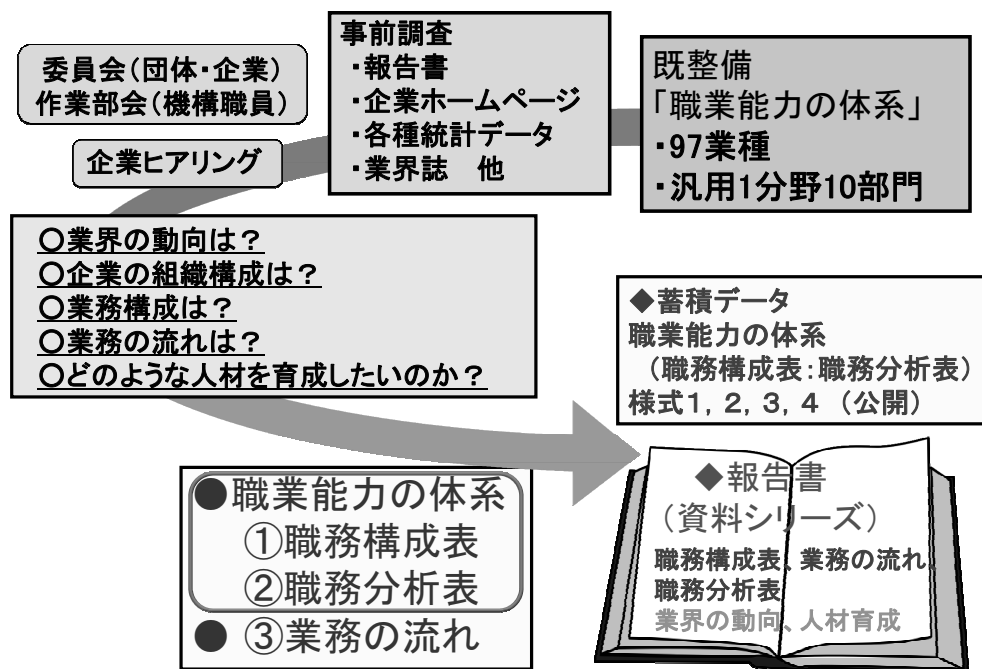 委員会（団体・企業）
作業部会（機構職員）
企業ヒアリング
事前調査
・報告書
・企業ホームページ
・各種統計データ
・業界誌　他
既整備
「職業能力の体系」
・97業種
・汎用1分野10部門
〇業界の動向は？
〇企業の組織構成は？
〇業務構成は？
〇業務の流れは？
〇どのような人材を育成したいのか？
◆蓄積データ
職業能力の体系
（職務構成表：職務分析表）
様式１，２，３，４　（公開）
●職業能力の体系
①職務構成表
②職務分析表
● ③業務の流れ
◆報告書
（資料シリーズ）
職務構成表、業務の流れ、
職務分析表
業界の動向、人材育成